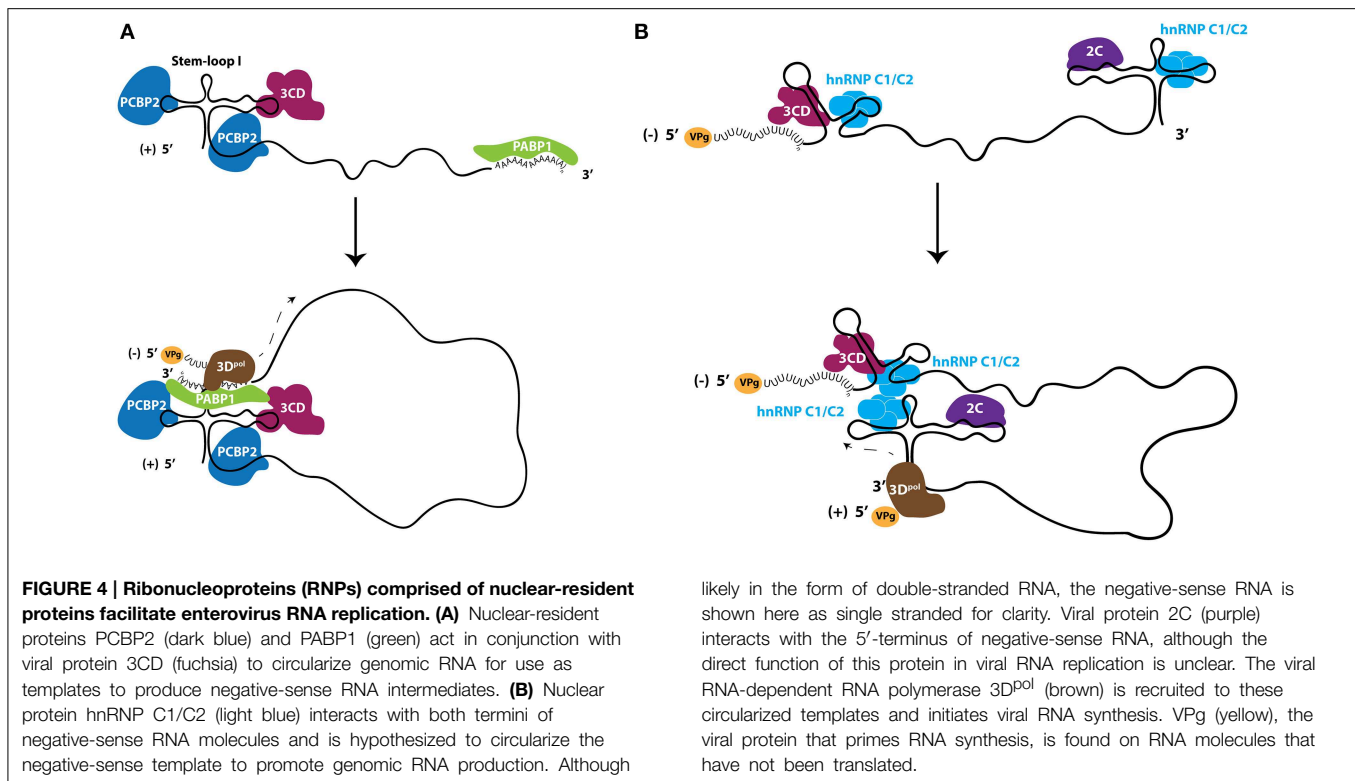 A
Stem-loop I
PCBP2
3CD
PCBP2
(+) 5′
PABP1
AAAAAAAAA(A)n
3′
(-) 5′
VPg
UUUUU
3Dpol
3′
PABP1
PCBP2
3CD
PCBP2
(+) 5′
B
hnRNP C1/C2
2C
hnRNP C1/C2
3CD
(-) 5′
VPg
3′
3CD
hnRNP C1/C2
(-) 5′
VPg
hnRNP C1/C2
2C
3′
3Dpol
(+) 5′
VPg
FIGURE 4 | Ribonucleoproteins (RNPs) comprised of nuclear-resident
proteins facilitate enterovirus RNA replication. (A) Nuclear-resident
proteins PCBP2 (dark blue) and PABP1 (green) act in conjunction with
viral protein 3CD (fuchsia) to circularize genomic RNA for use as
templates to produce negative-sense RNA intermediates. (B) Nuclear
protein hnRNP C1/C2 (light blue) interacts with both termini of
negative-sense RNA molecules and is hypothesized to circularize the
negative-sense template to promote genomic RNA production. Although
likely in the form of double-stranded RNA, the negative-sense RNA is
shown here as single stranded for clarity. Viral protein 2C (purple)
interacts with the 5′-terminus of negative-sense RNA, although the
direct function of this protein in viral RNA replication is unclear. The viral
RNA-dependent RNA polymerase 3Dpol (brown) is recruited to these
circularized templates and initiates viral RNA synthesis. VPg (yellow), the
viral protein that primes RNA synthesis, is found on RNA molecules that
have not been translated.